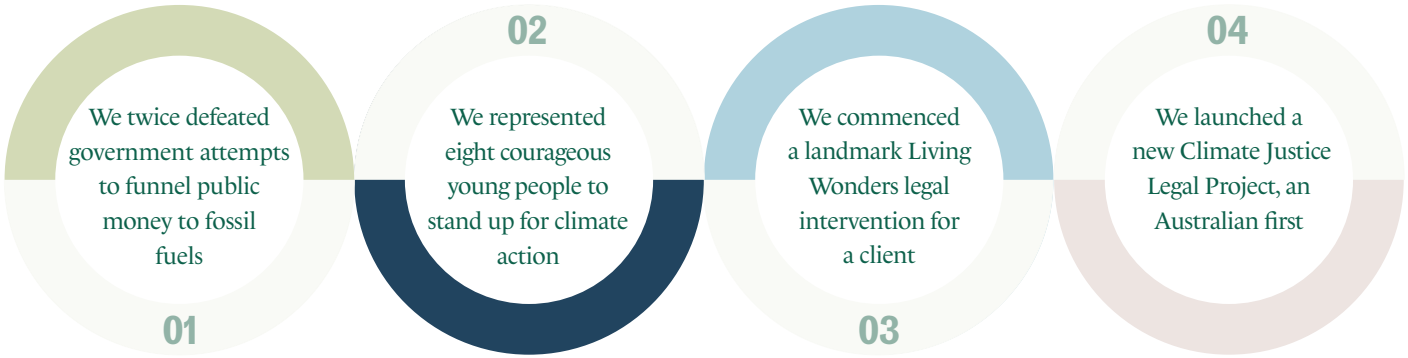 We twice defeated
government attempts
to funnel public
money to fossil
fuels
01
02
We represented
eight courageous
young people to
stand up for climate
action
We commenced
a landmark Living
Wonders legal
intervention for
a client
03
04
We launched a
new Climate Justice
Legal Project, an
Australian first